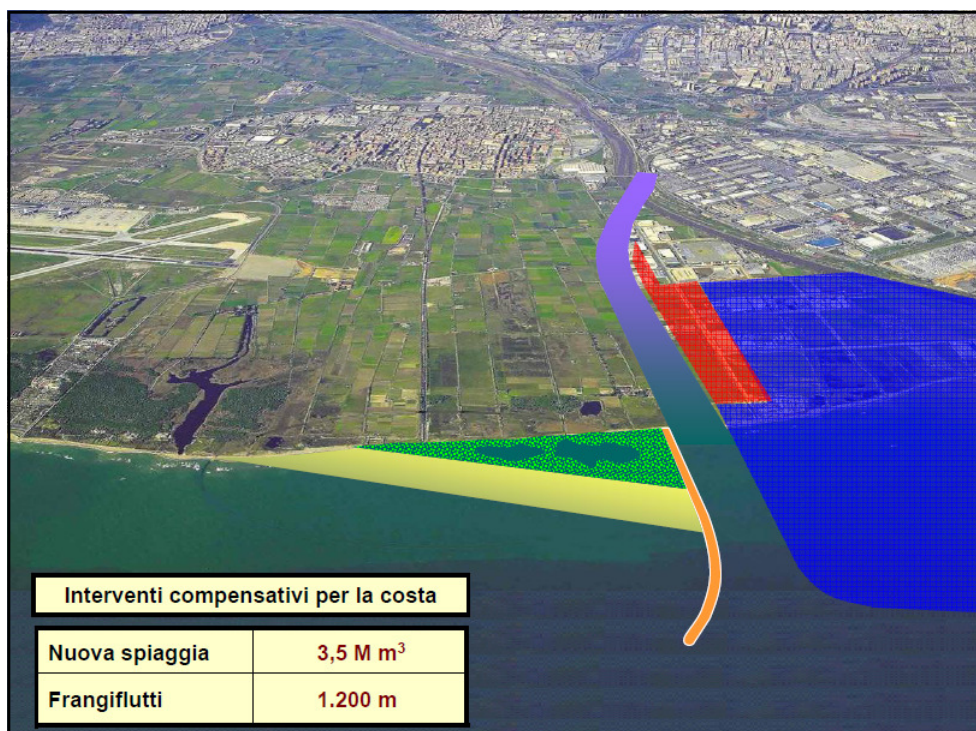 Interventi compensativi per la costa
Nuova spiaggia 3,5 M m³
Frangiflutti 1.200 m